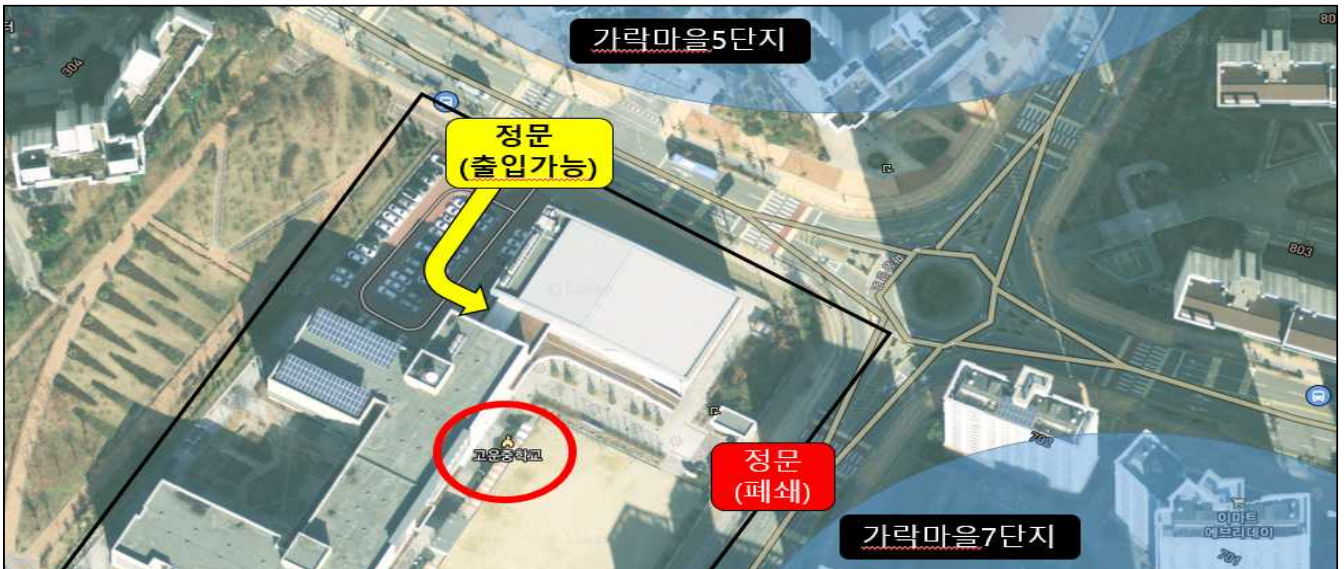 터
가락마을5단지
80
304
정문
(출입가능)
803
고운중학교
정문
(폐쇄)
702
가락마을7단지
이마트
에브리데이
701